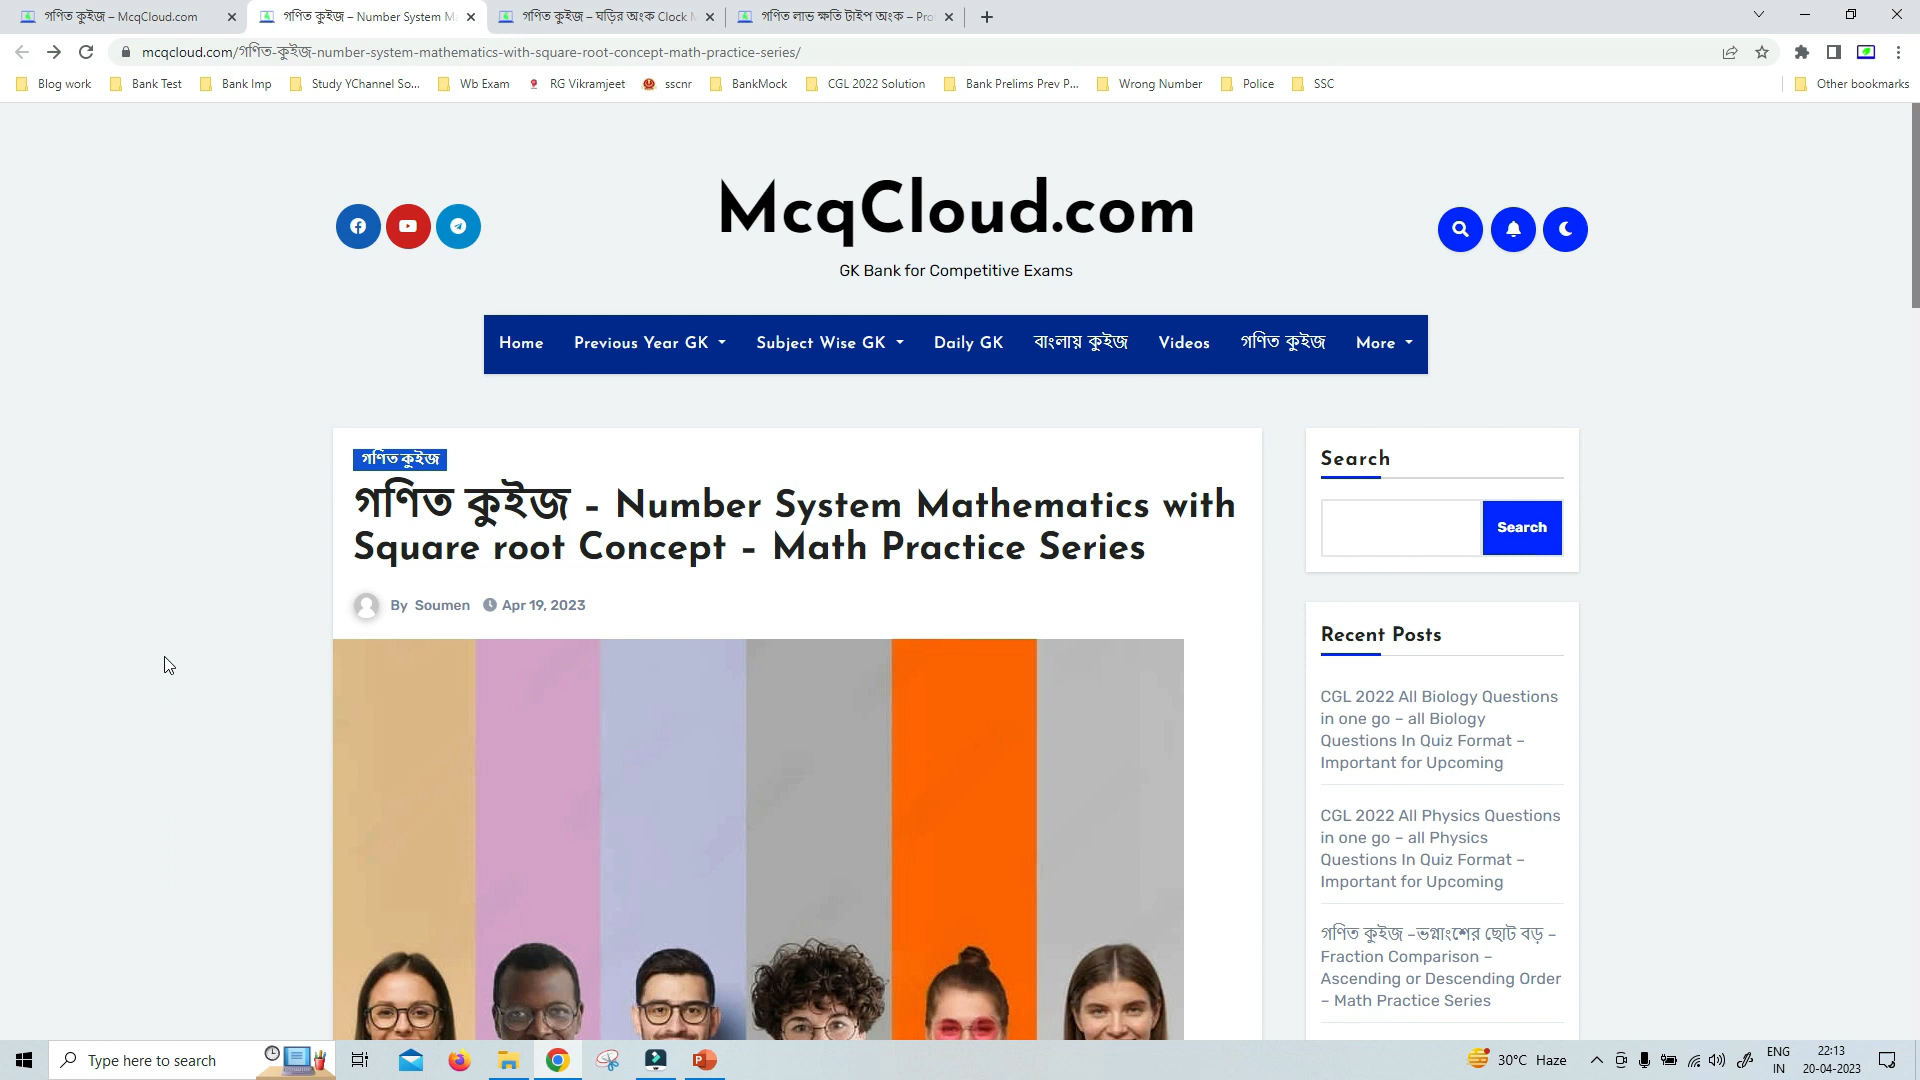 গণিত কুইজ – McqCloud.com
গণিত কুইজ – Number System M
গণিত কুইজ – ঘড়ির অংক Clock M
গণিত লাভ ক্ষতি টাইপ অংক – Pro
mcqcloud.com/গণিত-কুইজ-number-system-mathematics-with-square-root-concept-math-practice-series/
Blog work
Bank Test
Bank Imp
Study YChannel So...
Wb Exam
RG Vikramjeet
sscnr
BankMock
CGL 2022 Solution
Bank Prelims Prev P...
Wrong Number
Police
SSC
Other bookmarks
McqCloud.com
GK Bank for Competitive Exams
Home
Previous Year GK
Subject Wise GK
Daily GK
বাংলায় কুইজ
Videos
গণিত কুইজ
More
গণিত কুইজ
গণিত কুইজ – Number System Mathematics with
Square root Concept – Math Practice Series
By Soumen
Apr 19, 2023
Search
Search
Recent Posts
CGL 2022 All Biology Questions
in one go – all Biology
Questions In Quiz Format –
Important for Upcoming
CGL 2022 All Physics Questions
in one go – all Physics
Questions In Quiz Format –
Important for Upcoming
গণিত কুইজ –ভগ্নাংশের ছোট বড় –
Fraction Comparison –
Ascending or Descending Order
– Math Practice Series
Type here to search
30°C Haze
ENG
IN
22:13
20-04-2023